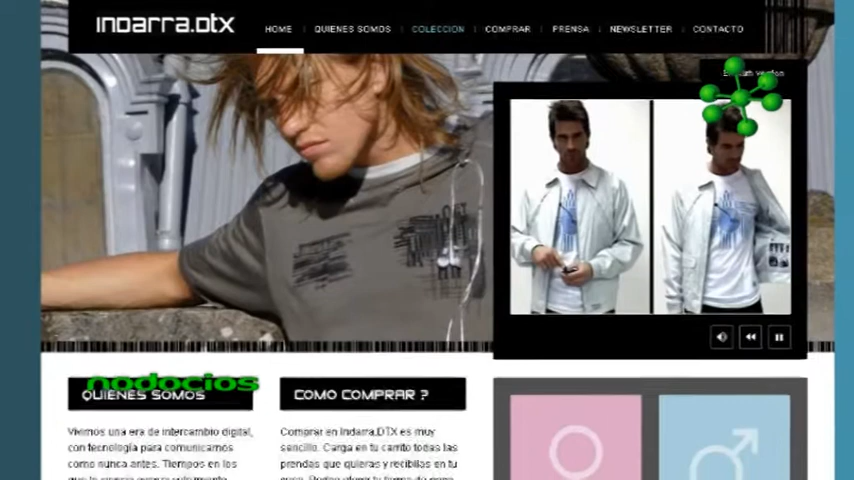 INDARRA.DTX
HOME
QUIENES SOMOS
COLECCION
COMPRAR
PRENSA
NEWSLETTER
CONTACTO
version
nodocios
QUIENES SOMOS
COMO COMPRAR ?
Vivimos una era de intercambio digital,
con tecnología para comunicarnos
como nunca antes. Tiempos en los
Comprar en Indarra.DTX es muy
sencillo. Carga en tu carrito todas las
prendas que quieras y recibilas en tu